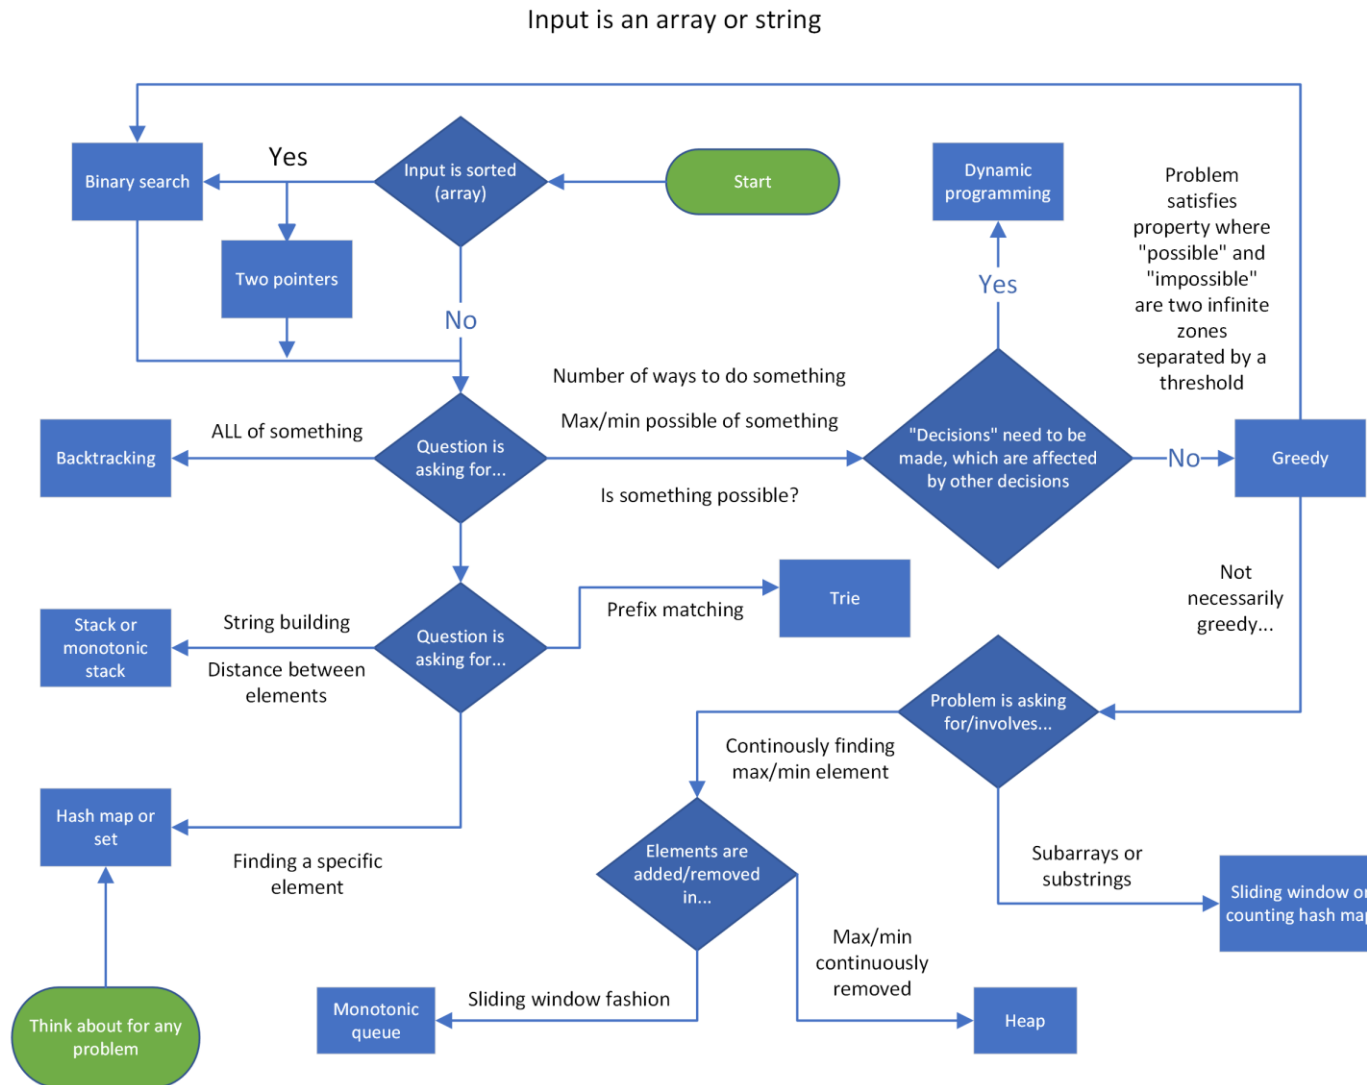 Input is an array or string
Yes
Input is sorted
(array)
Start
Binary search
Dynamic
programming
Problem
satisfies
property where
"possible" and
"impossible"
are two infinite
zones
separated by a
threshold
Two pointers
No
Yes
Number of ways to do something
Max/min possible of something
Is something possible?
ALL of something
Backtracking
Question is
asking for...
"Decisions" need to be
made, which are affected
by other decisions
No
Greedy
Not
necessarily
greedy...
Prefix matching
Trie
Stack or
monotonic
stack
String building
Distance between
elements
Question is
asking for...
Problem is asking
for/involves...
Continously finding
max/min element
Hash map or
set
Finding a specific
element
Elements are
added/removed
in...
Subarrays or
substrings
Sliding window or
counting hash map
Max/min
continuously
removed
Sliding window fashion
Monotonic
queue
Heap
Think about for any
problem